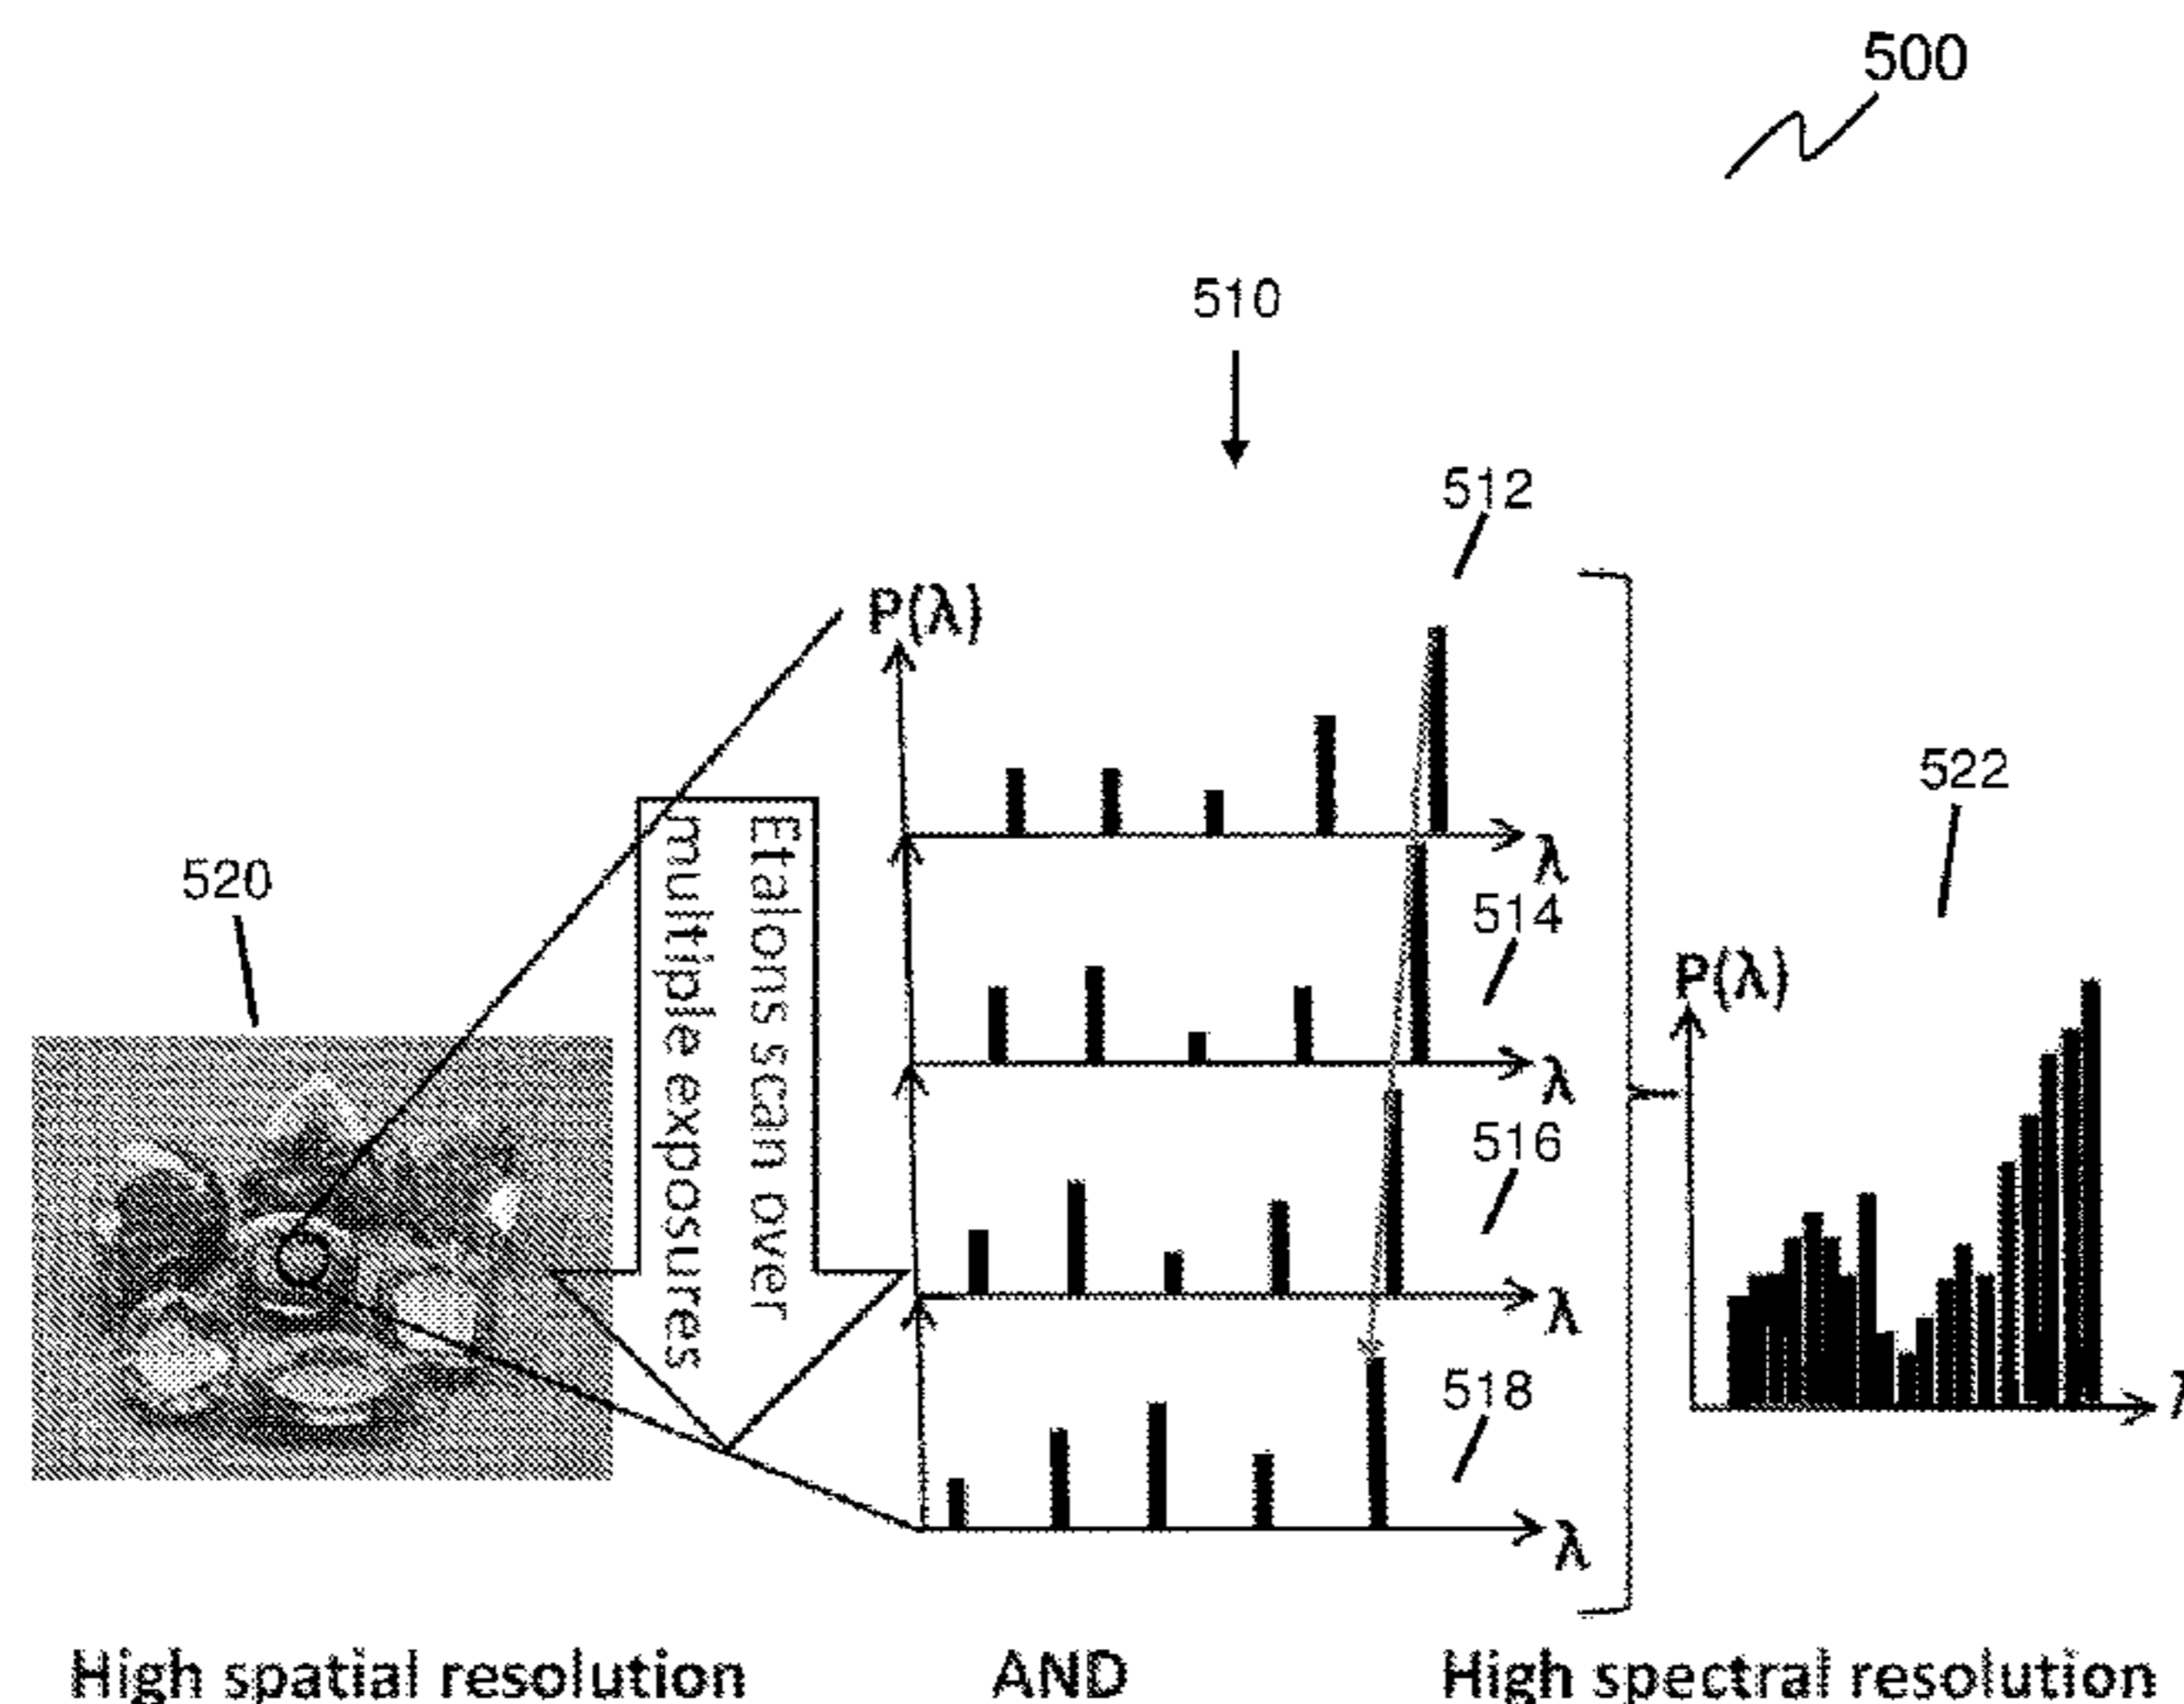 500
510
512
P(λ)
λ
514
λ
516
λ
518
λ
520
Etalons scan over
multiple exposures
522
P(λ)
High spatial resolution AND High spectral resolution